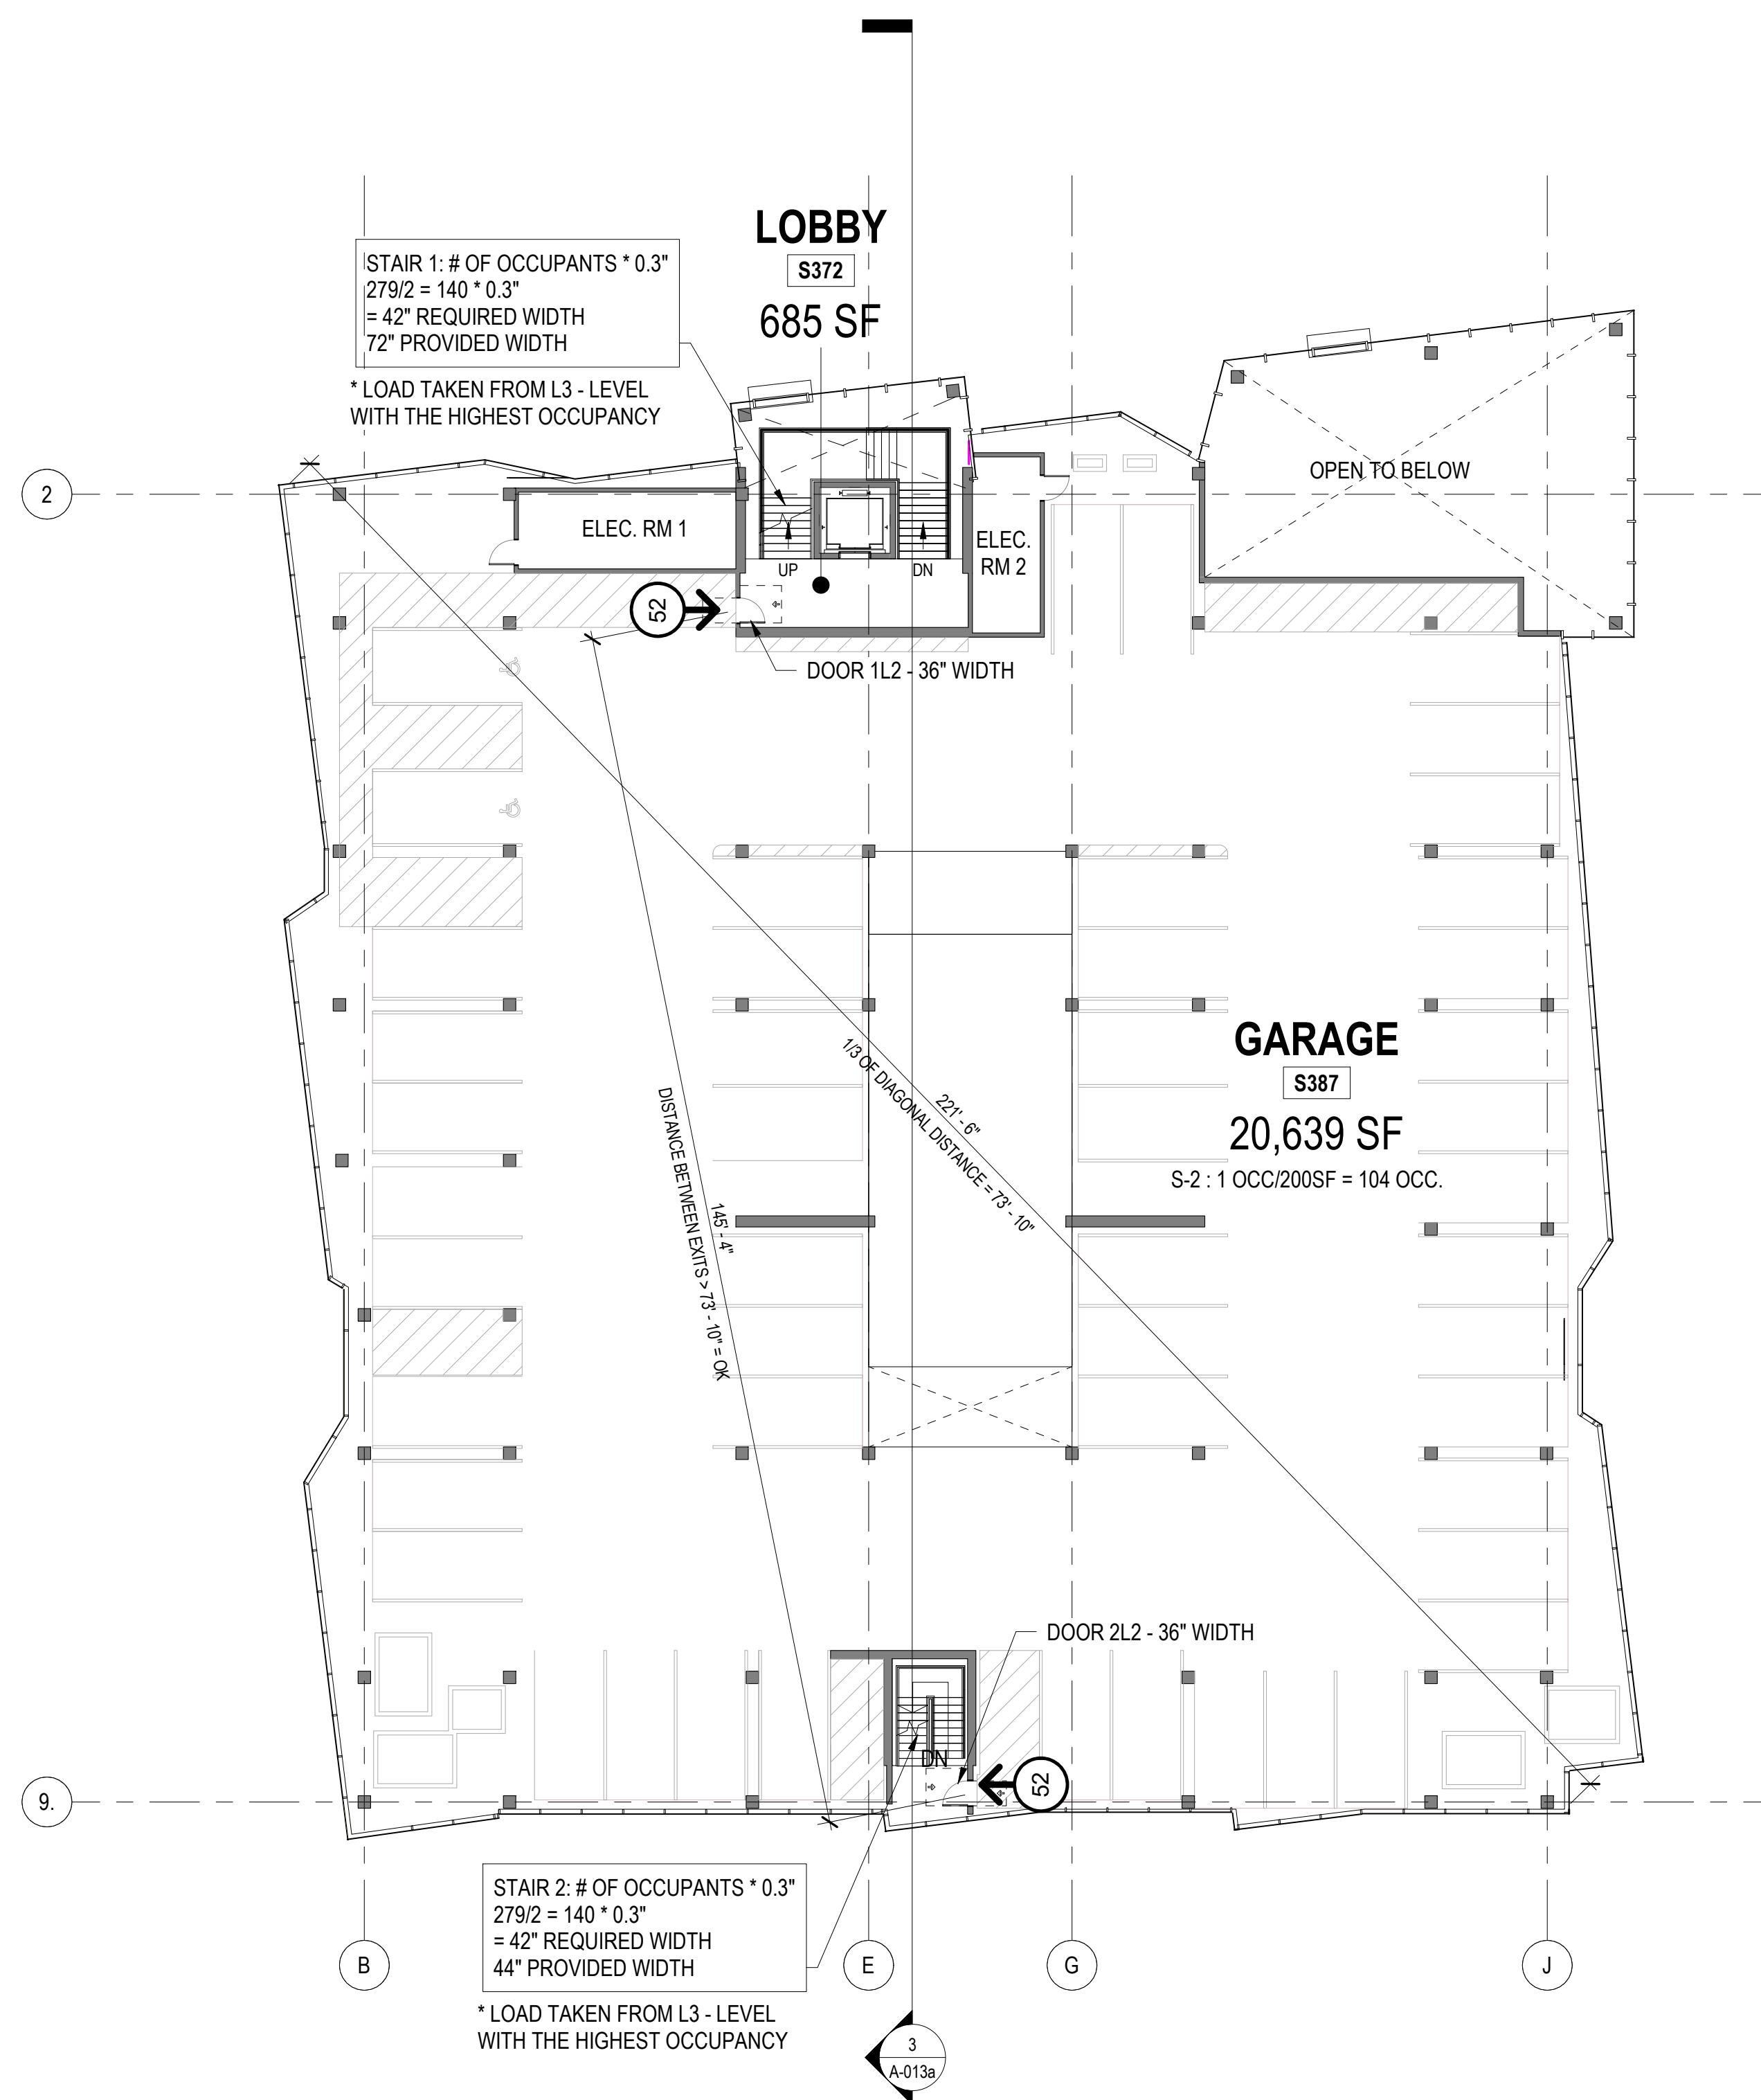 LOBBY
S372
685 SF
STAIR 1: # OF OCCUPANTS * 0.3"
279/2 = 140 * 0.3"
= 42" REQUIRED WIDTH
72" PROVIDED WIDTH
* LOAD TAKEN FROM L3 - LEVEL
WITH THE HIGHEST OCCUPANCY
2
OPEN TO BELOW
ELEC. RM 1
ELEC.
RM 2
UP
DN
52
DOOR 1L2 - 36" WIDTH
GARAGE
S387
20,639 SF
S-2 : 1 OCC/200SF = 104 OCC.
221' - 6"
1/3 OF DIAGONAL DISTANCE = 73' - 10"
145' - 4"
DISTANCE BETWEEN EXITS > 73' - 10" = OK
DOOR 2L2 - 36" WIDTH
DN
52
9.
STAIR 2: # OF OCCUPANTS * 0.3"
279/2 = 140 * 0.3"
= 42" REQUIRED WIDTH
44" PROVIDED WIDTH
* LOAD TAKEN FROM L3 - LEVEL
WITH THE HIGHEST OCCUPANCY
B
E
G
J
3
A-013a